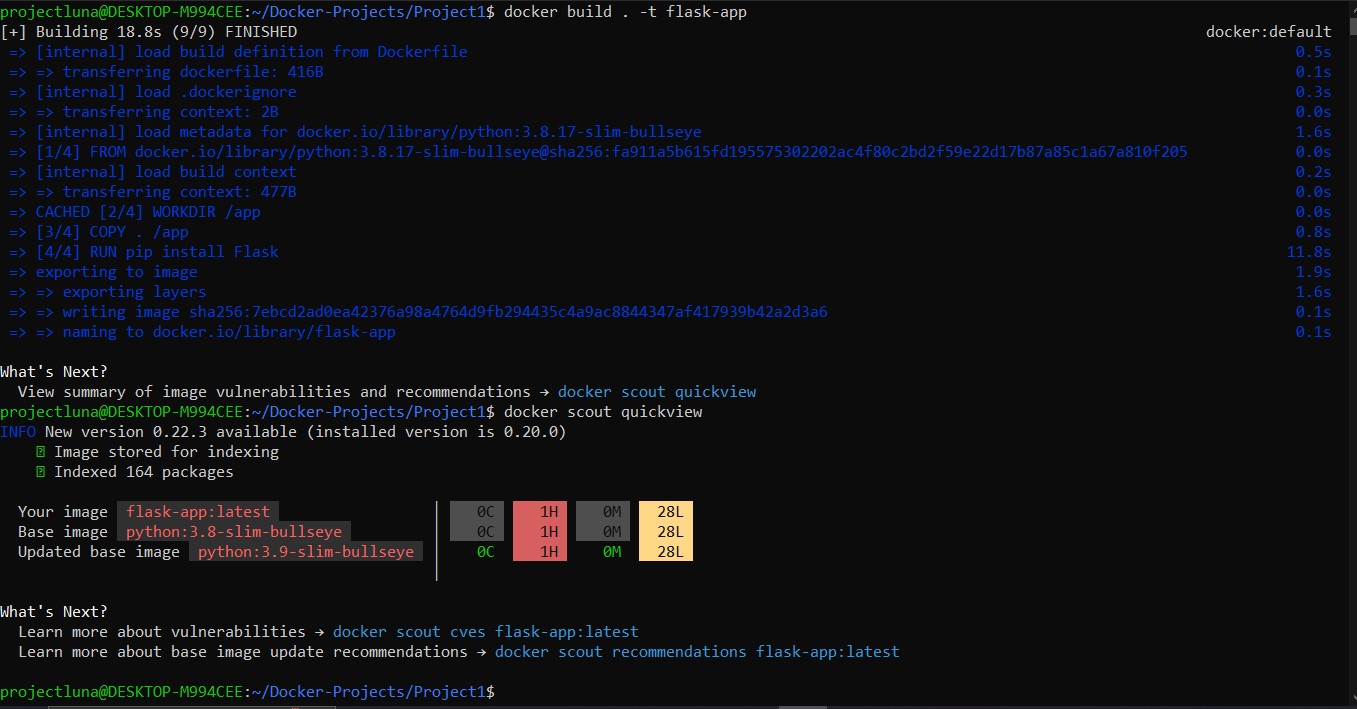 projectluna@DESKTOP-M994CEE:~/Docker-Projects/Project1$ docker build . -t flask-app
[+] Building 18.8s (9/9) FINISHED docker:default
=> [internal] load build definition from Dockerfile 0.5s
=> => transferring dockerfile: 416B 0.1s
=> [internal] load .dockerignore 0.3s
=> => transferring context: 2B 0.0s
=> [internal] load metadata for docker.io/library/python:3.8.17-slim-bullseye 1.6s
=> [1/4] FROM docker.io/library/python:3.8.17-slim-bullseye@sha256:fa911a5b615fd195575302202ac4f80c2bd2f59e22d17b87a85c1a67a810f205 0.0s
=> [internal] load build context 0.2s
=> => transferring context: 477B 0.0s
=> CACHED [2/4] WORKDIR /app 0.0s
=> [3/4] COPY . /app 0.8s
=> [4/4] RUN pip install Flask 11.8s
=> exporting to image 1.9s
=> => exporting layers 1.6s
=> => writing image sha256:7ebcd2ad0ea42376a98a4764d9fb294435c4a9ac8844347af417939b42a2d3a6 0.1s
=> => naming to docker.io/library/flask-app 0.1s
What's Next?
View summary of image vulnerabilities and recommendations → docker scout quickview
projectluna@DESKTOP-M994CEE:~/Docker-Projects/Project1$ docker scout quickview
INFO New version 0.22.3 available (installed version is 0.20.0)
Image stored for indexing
Indexed 164 packages
Your image flask-app:latest │ 0C 1H 0M 28L
Base image python:3.8-slim-bullseye │ 0C 1H 0M 28L
Updated base image python:3.9-slim-bullseye │ 0C 1H 0M 28L
What's Next?
Learn more about vulnerabilities → docker scout cves flask-app:latest
Learn more about base image update recommendations → docker scout recommendations flask-app:latest
projectluna@DESKTOP-M994CEE:~/Docker-Projects/Project1$